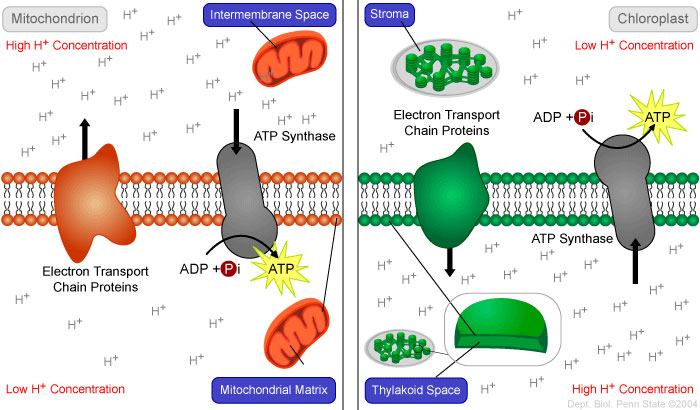 Mitochondrion
Intermembrane Space
High H⁺ Concentration
H⁺ H⁺ H⁺ H⁺ H⁺ H⁺ H⁺ H⁺ H⁺ H⁺ H⁺ H⁺ H⁺ H⁺ H⁺ H⁺
ATP Synthase
Electron Transport
Chain Proteins
ADP + Pi
ATP
H⁺ H⁺ H⁺ H⁺ H⁺ H⁺ H⁺
Low H⁺ Concentration
Mitochondrial Matrix
Stroma
Chloroplast
Low H⁺ Concentration
H⁺ H⁺ H⁺ H⁺
Electron Transport
Chain Proteins
ADP + Pi
ATP
ATP Synthase
H⁺ H⁺ H⁺ H⁺ H⁺ H⁺ H⁺ H⁺ H⁺ H⁺ H⁺ H⁺ H⁺ H⁺ H⁺ H⁺
Thylakoid Space
High H⁺ Concentration
Dept. Biol. Penn State ©2004